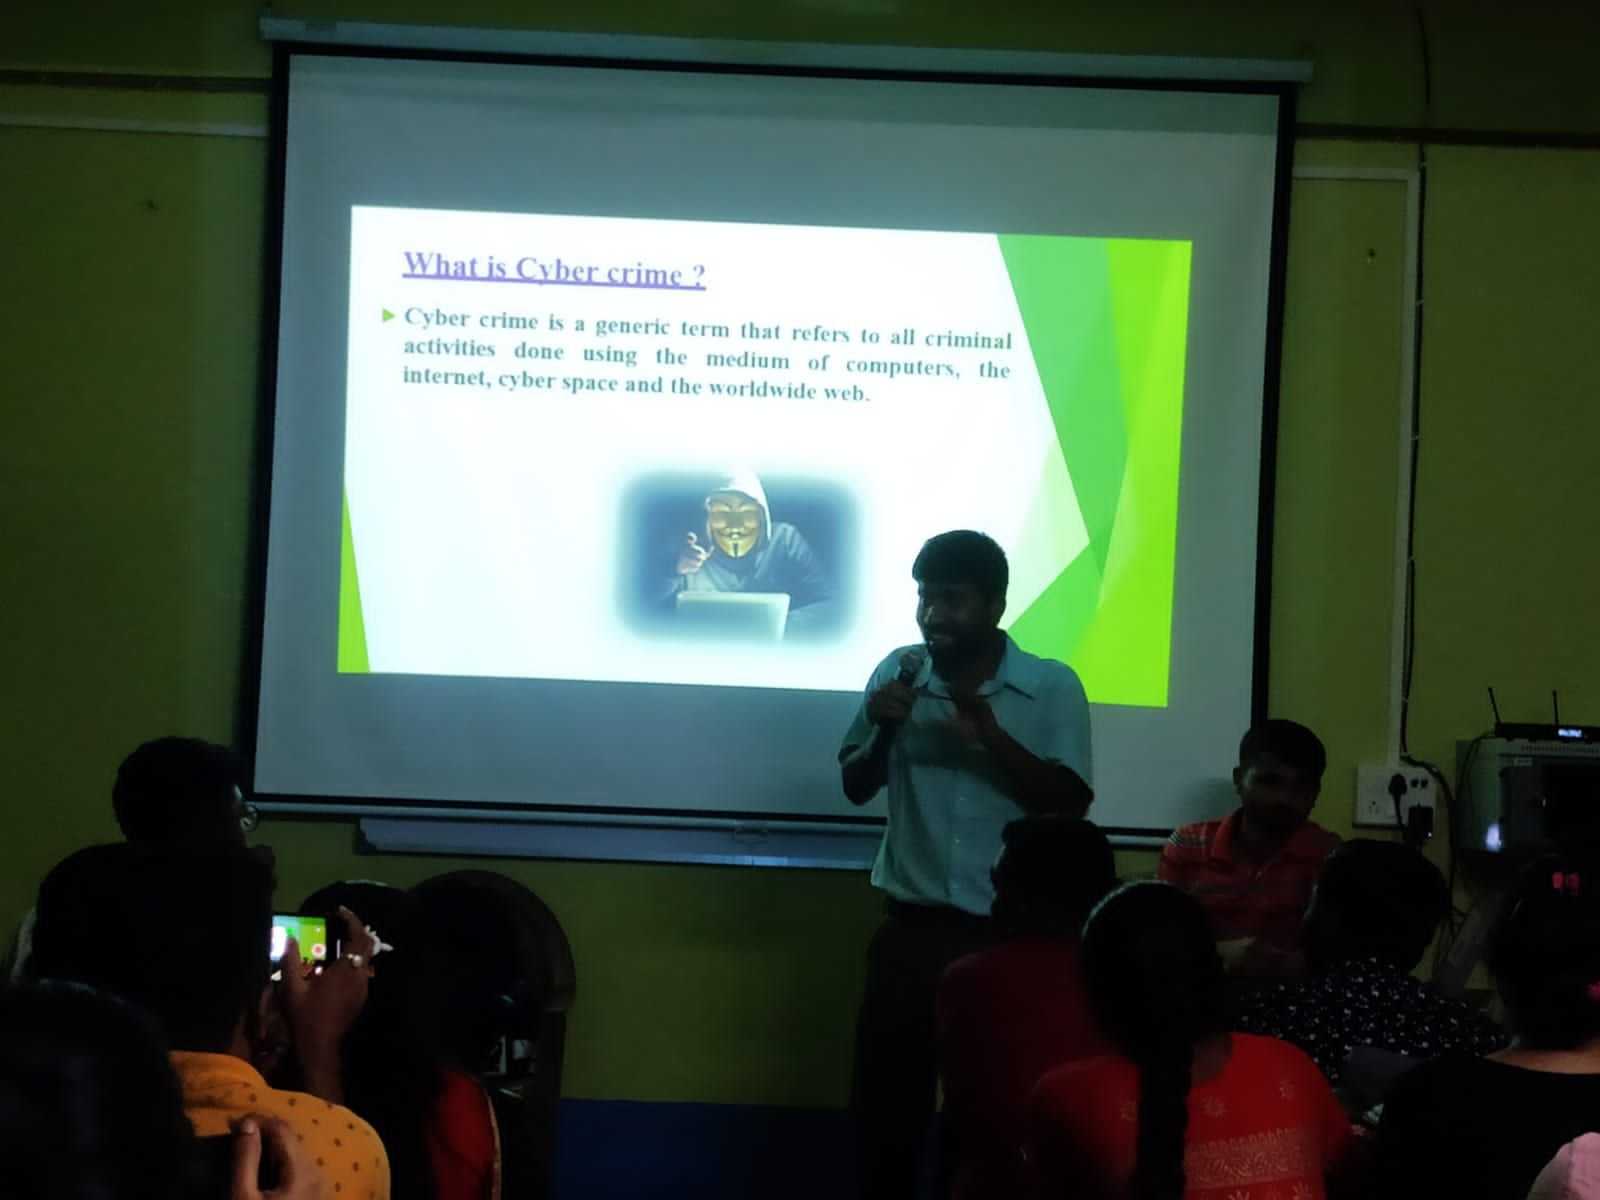 What is Cyber crime ?
Cyber crime is a generic term that refers to all criminal
activities done using the medium of computers, the
internet, cyber space and the worldwide web.